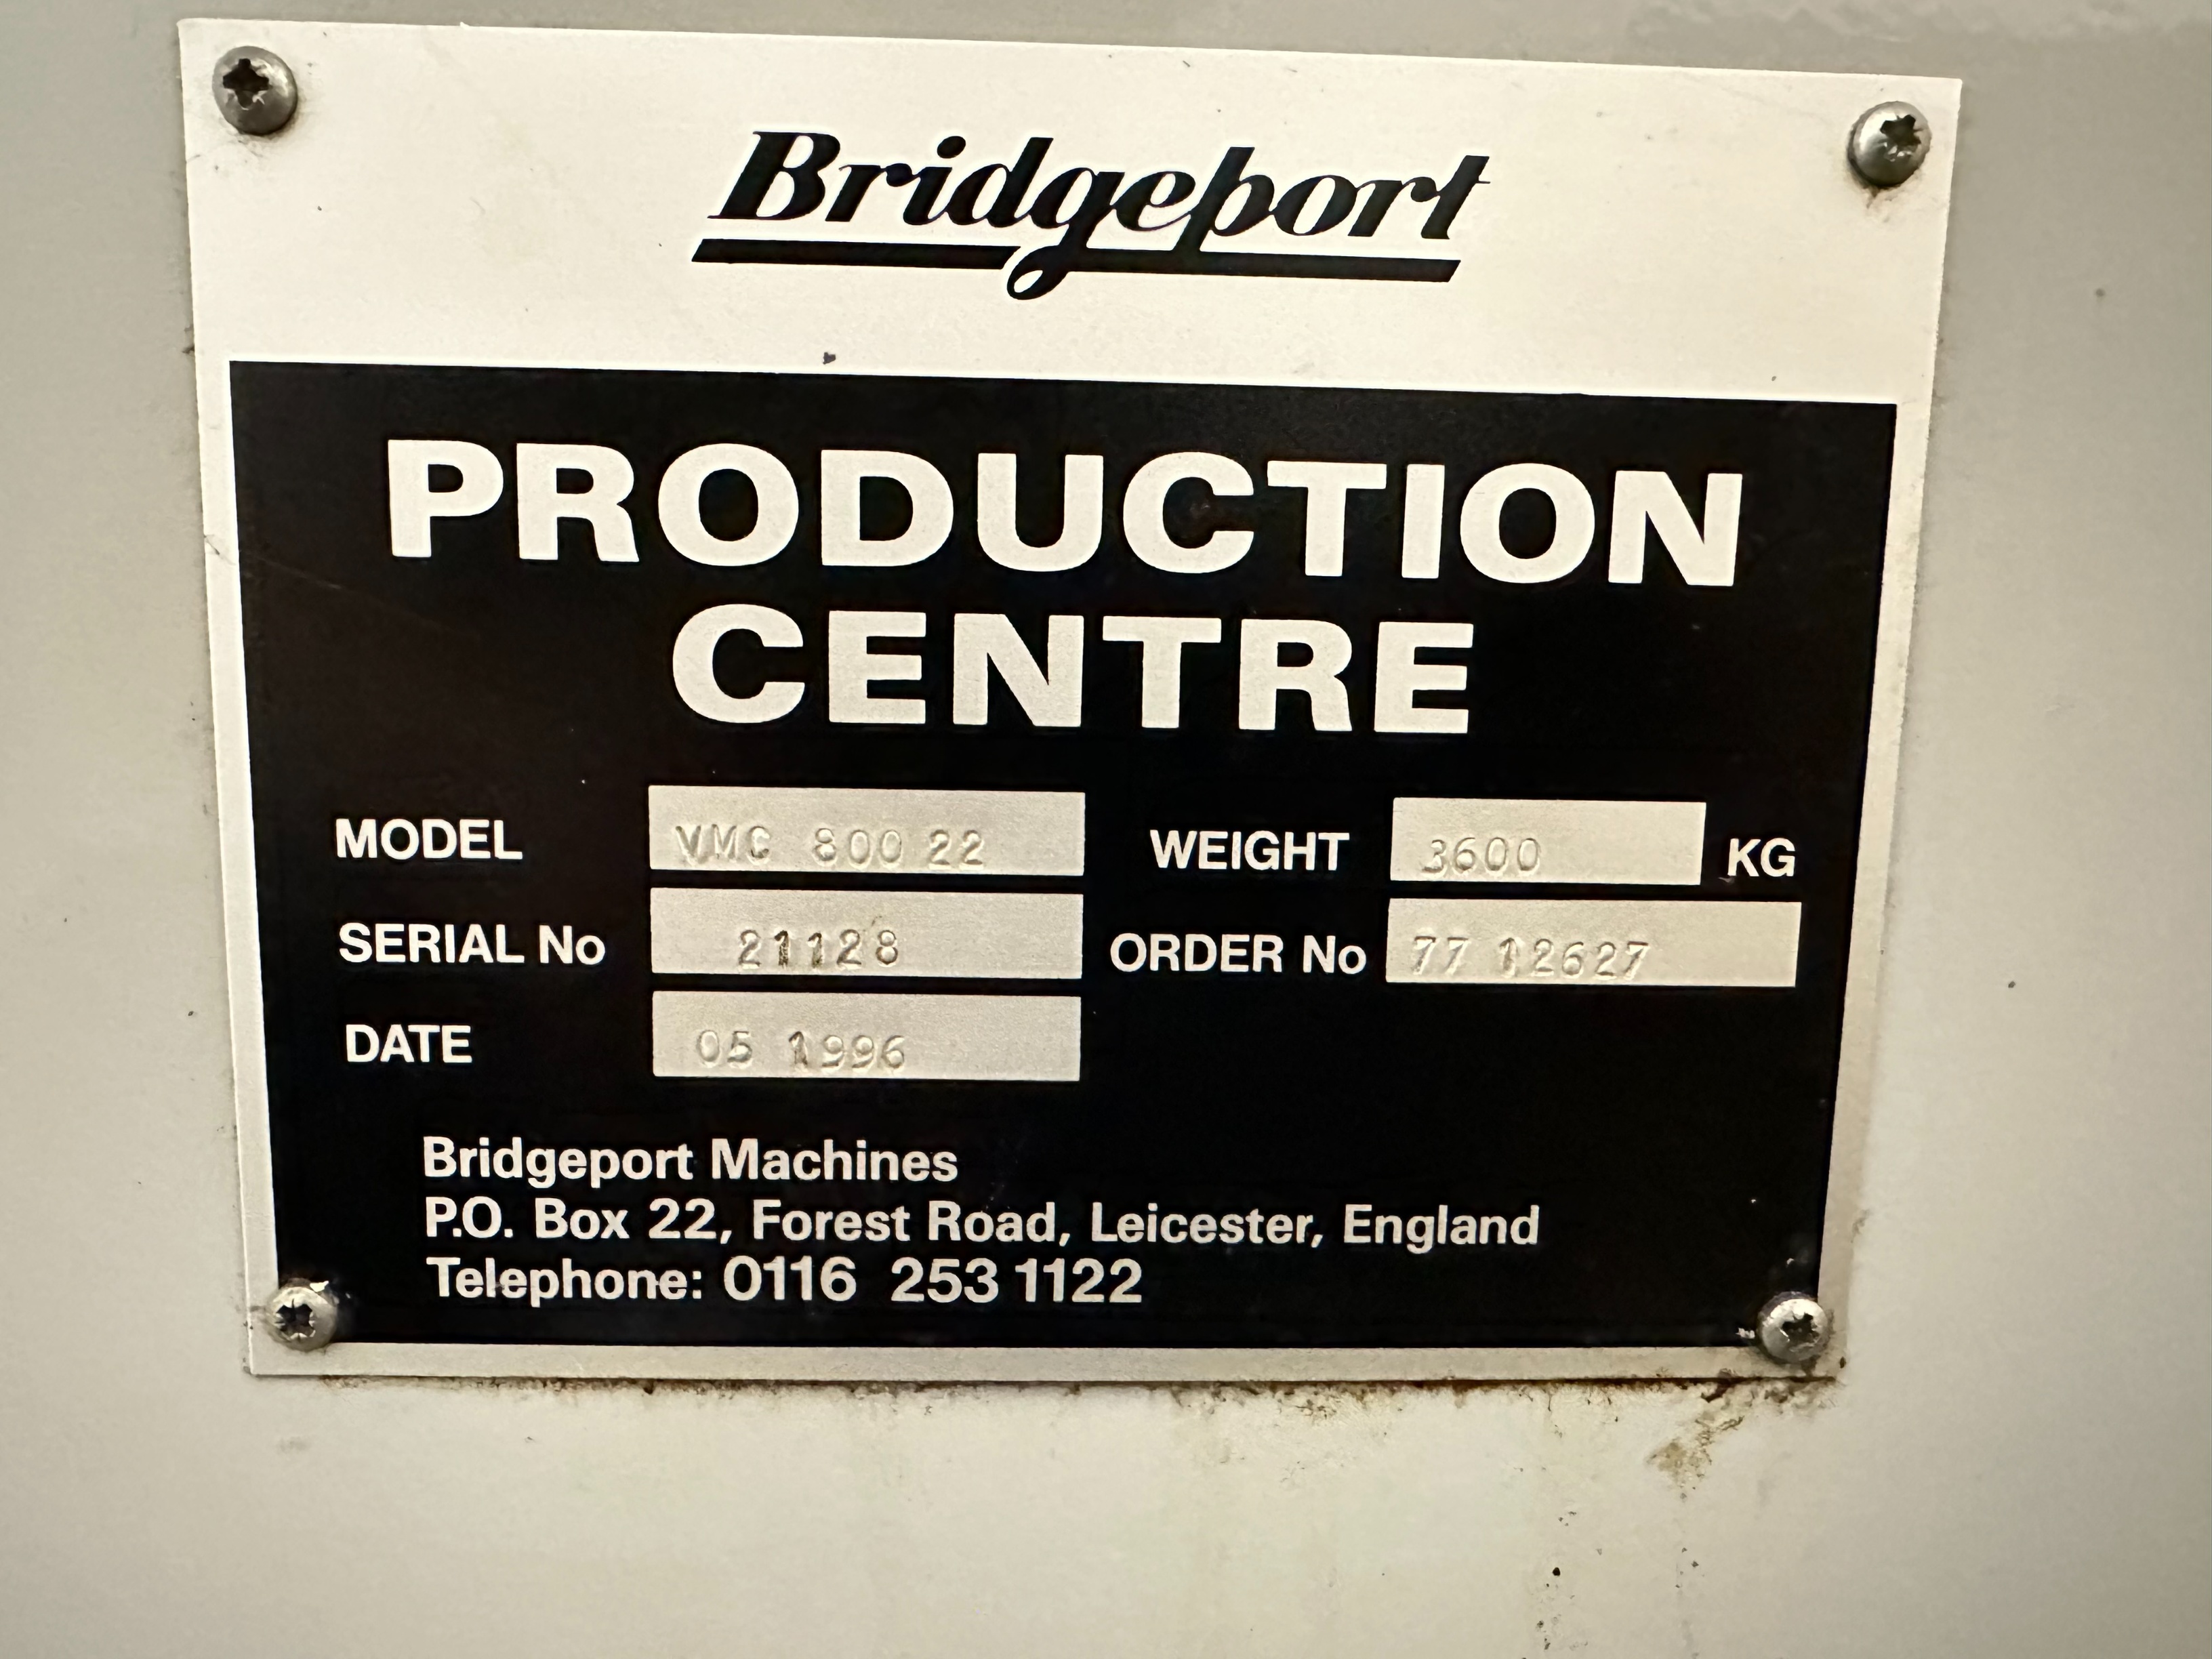 Bridgeport
PRODUCTION
CENTRE
MODEL VMC 800 22 WEIGHT 3600 KG
SERIAL No 21128 ORDER No 77 12627
DATE 05 1996
Bridgeport Machines
P.O. Box 22, Forest Road, Leicester, England
Telephone: 0116 253 1122